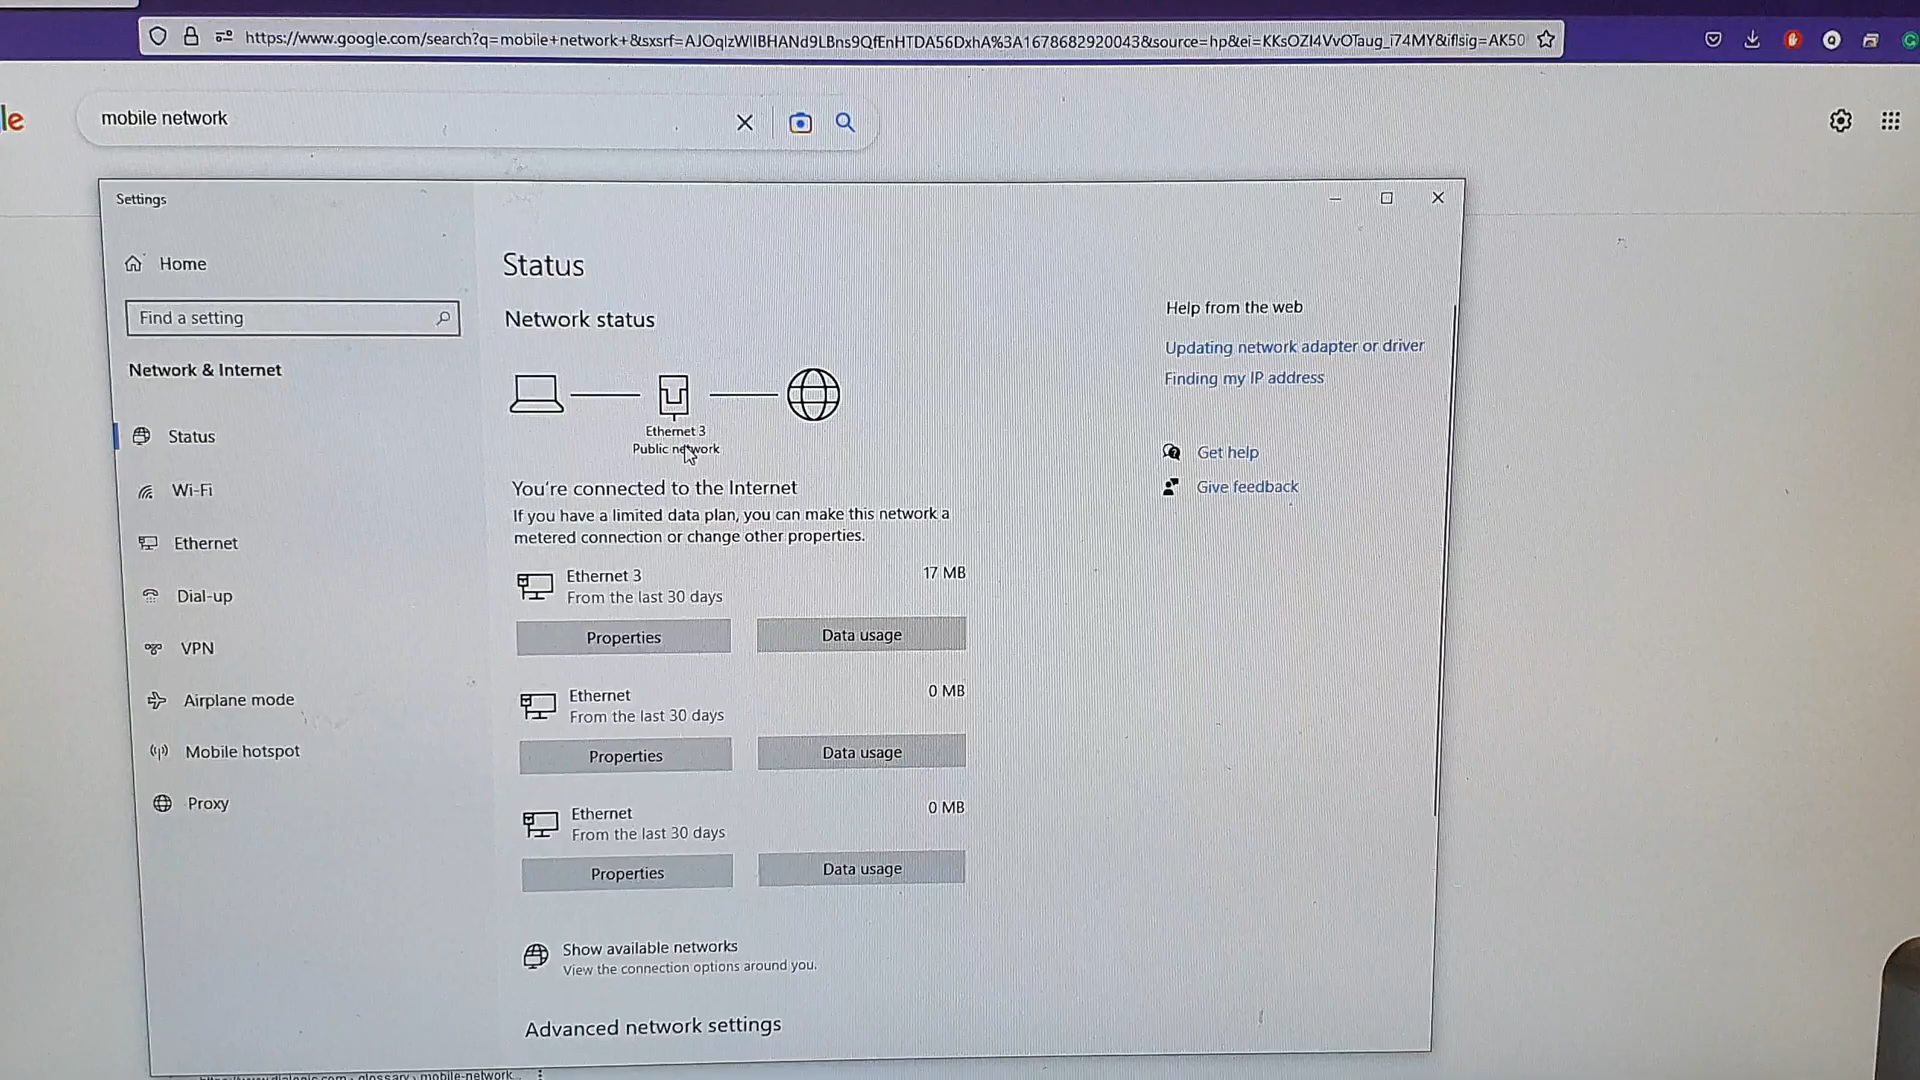 https://www.google.com/search?q=mobile+network+&sxsrf=AJOqlzWIIBHANd9LBns9QfEnHTDA56DxhA%3A1678682920043&source=hp&ei=KKsOZI4VvOTaug_i74MY&iflsig=AK50
le
mobile network
Settings
Home
Find a setting
Network & Internet
Status
Wi-Fi
Ethernet
Dial-up
VPN
Airplane mode
Mobile hotspot
Proxy
Status
Network status
Ethernet 3
Public network
You're connected to the Internet
If you have a limited data plan, you can make this network a
metered connection or change other properties.
Ethernet 3
17 MB
From the last 30 days
Properties
Data usage
Ethernet
0 MB
From the last 30 days
Properties
Data usage
Ethernet
0 MB
From the last 30 days
Properties
Data usage
Show available networks
View the connection options around you.
Advanced network settings
Help from the web
Updating network adapter or driver
Finding my IP address
Get help
Give feedback
glossary › mobile-network...